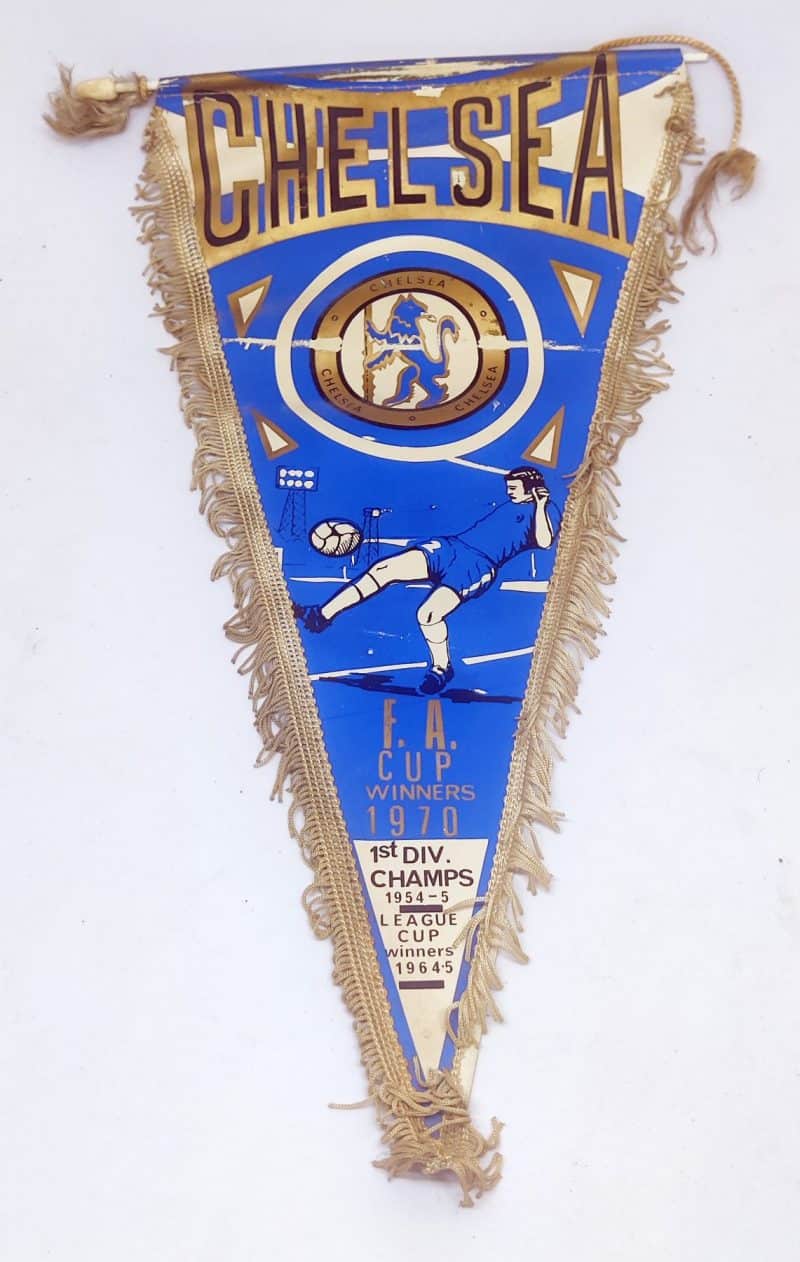 CHELSEA
CHELSEA
CHELSEA
CHELSEA
F. A.
CUP
WINNERS
1970
1st DIV.
CHAMPS
1954-5
LEAGUE
CUP
winners
1964·5